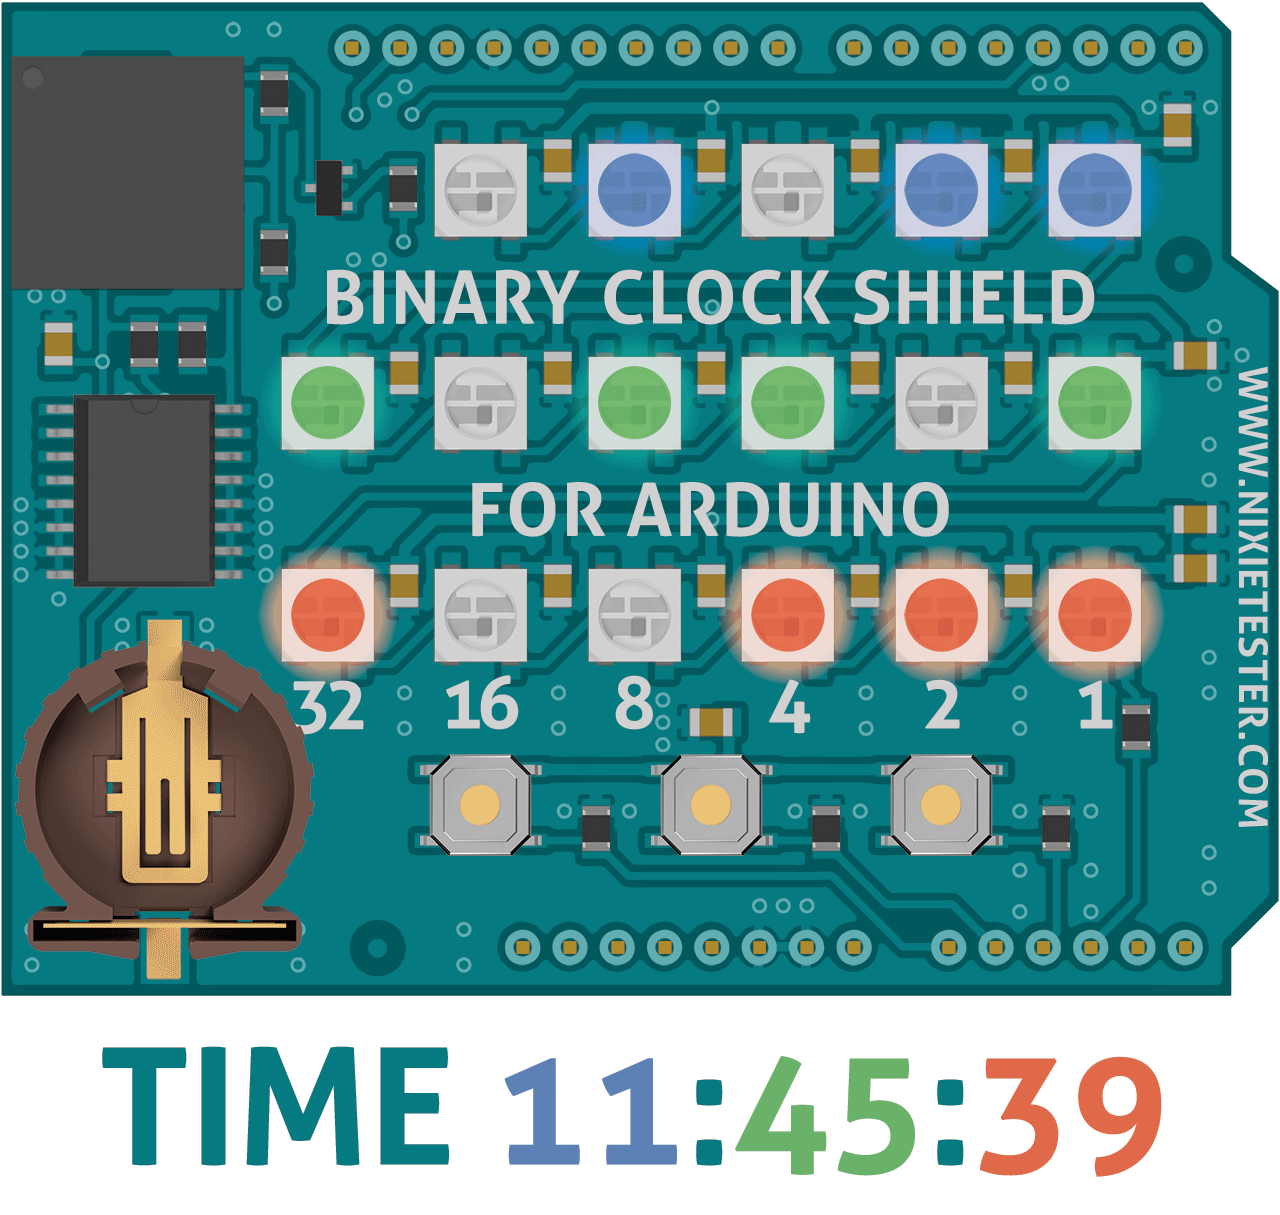 BINARY CLOCK SHIELD
FOR ARDUINO
32 16 8 4 2 1
WWW.NIXIETESTER.COM
TIME 11:45:39